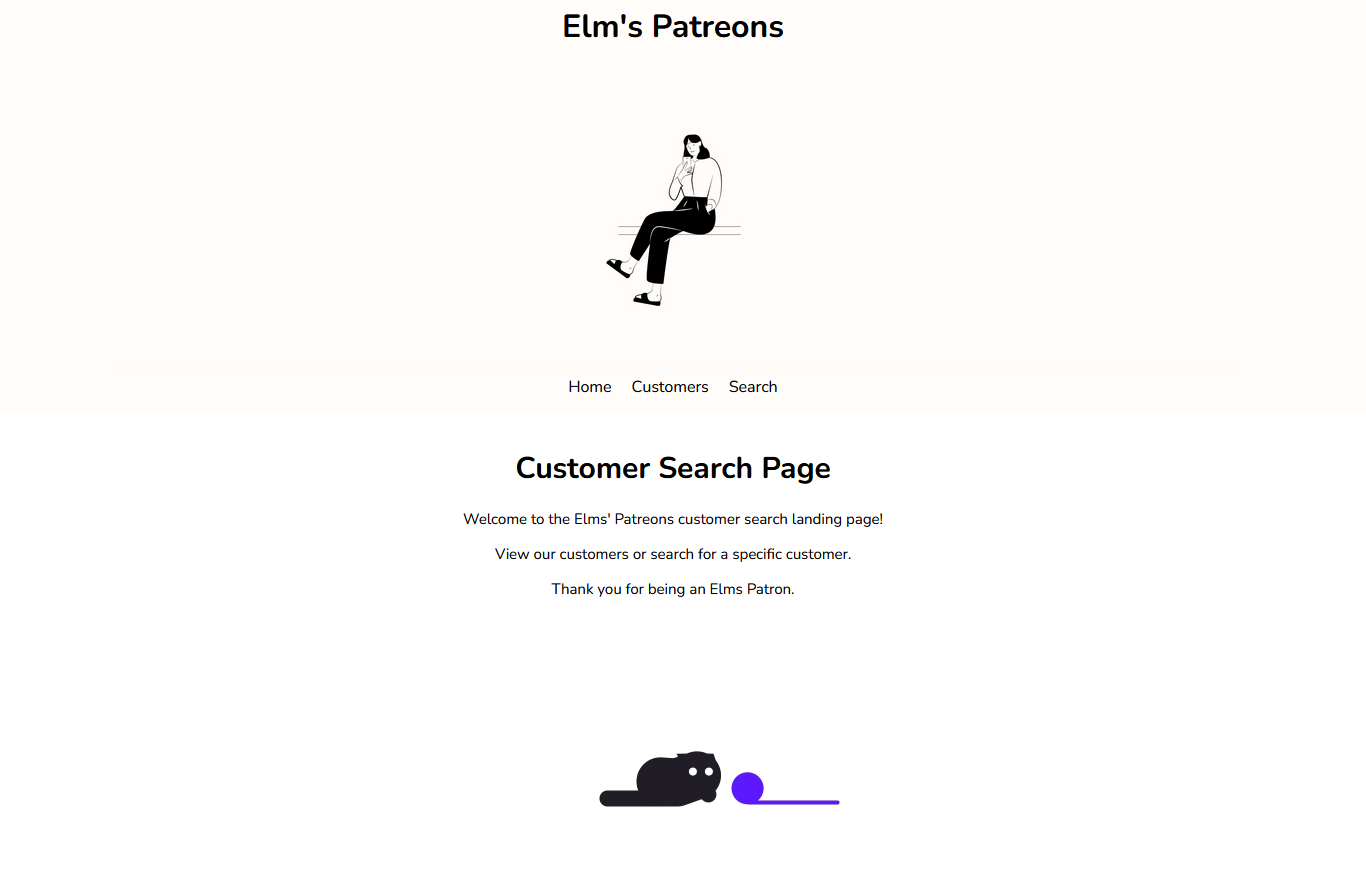 Elm's Patreons
Home Customers Search
Customer Search Page
Welcome to the Elms' Patreons customer search landing page!
View our customers or search for a specific customer.
Thank you for being an Elms Patron.